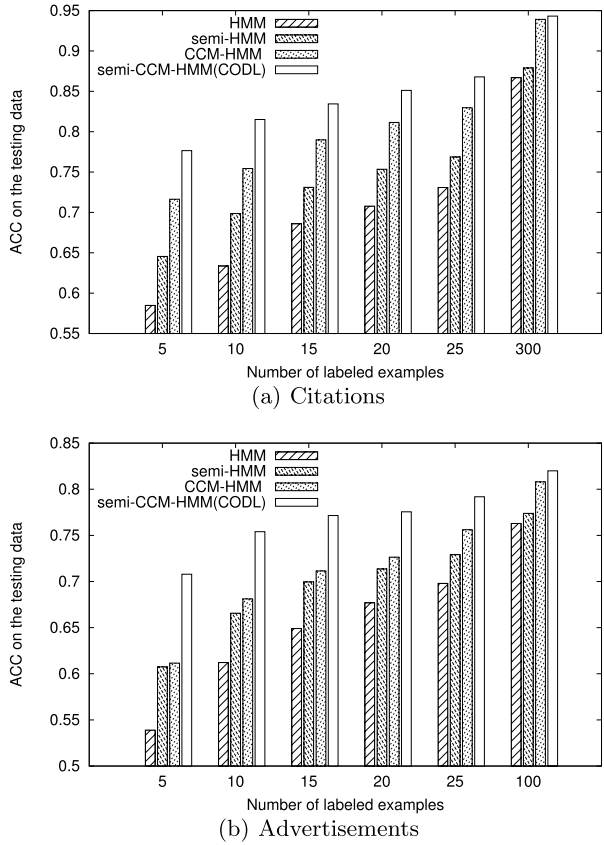 0.95
0.9
0.85
0.8
0.75
0.7
0.65
0.6
0.55
ACC on the testing data
HMM
semi-HMM
CCM-HMM
semi-CCM-HMM(CODL)
5 10 15 20 25 300
Number of labeled examples
(a) Citations
0.85
0.8
0.75
0.7
0.65
0.6
0.55
0.5
ACC on the testing data
HMM
semi-HMM
CCM-HMM
semi-CCM-HMM(CODL)
5 10 15 20 25 100
Number of labeled examples
(b) Advertisements